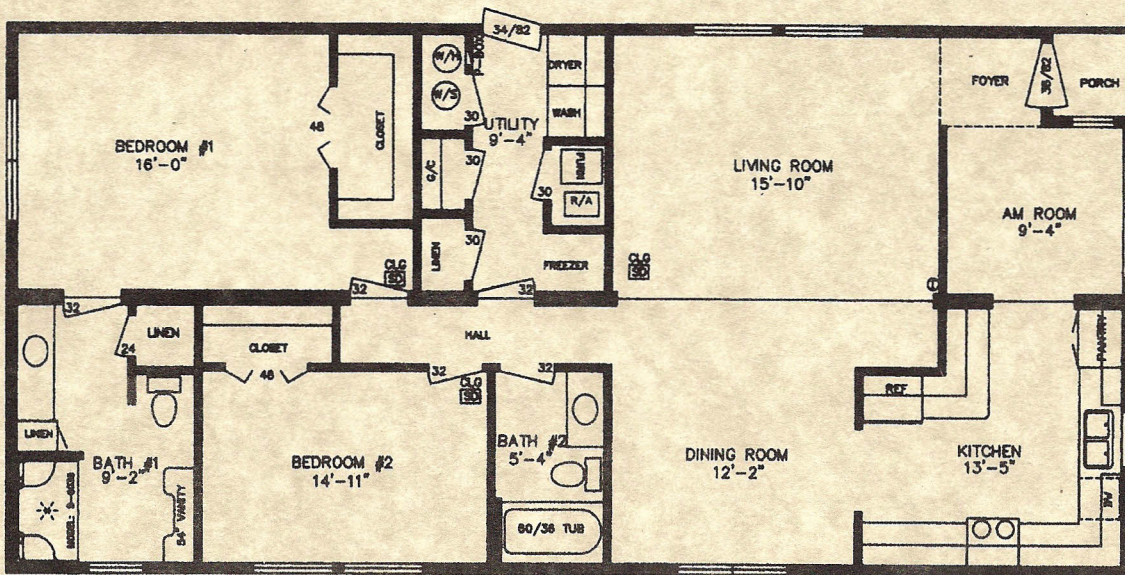 34/82
W/H
P-BOX
DRYER
FOYER
36/82
PORCH
W/S
WASH
30
48
CLOSET
UTILITY
9'-4"
BEDROOM #1
16'-0"
G/C
30
FURN
30
R/A
LIVING ROOM
15'-10"
AM ROOM
9'-4"
LINEN
30
FREEZER
CLG
SD
CLG
SD
32
32
32
LINEN
24
CLOSET
48
HALL
32
32
CLG
SD
PANTRY
REF
LINEN
BATH #1
9'-2"
BEDROOM #2
14'-11"
BATH #2
5'-4"
DINING ROOM
12'-2"
KITCHEN
13'-5"
54" VANITY
60/36 TUB